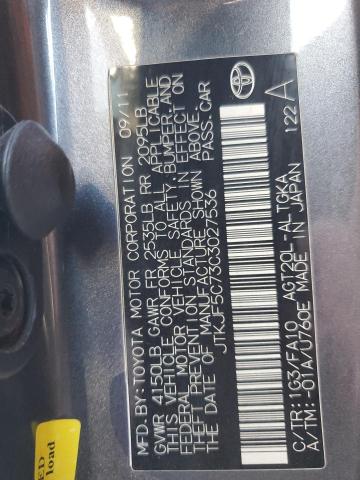 MFD.BY:TOYOTA MOTOR CORPORATION 09/11
GVWR 4150LB GAWR FR 2535LB RR 2095LB
THIS VEHICLE CONFORMS TO ALL APPLICABLE
FEDERAL MOTOR VEHICLE SAFETY,BUMPER,AND
THEFT PREVENTION STANDARDS IN EFFECT ON
THE DATE OF MANUFACTURE SHOWN ABOVE.
JTKJF5C73C3027536 PASS.CAR
C/TR:1G3/FA10 AGT20L-ALTGKA
A/TM:-01A/U760E MADE IN JAPAN
122 A
ED
load